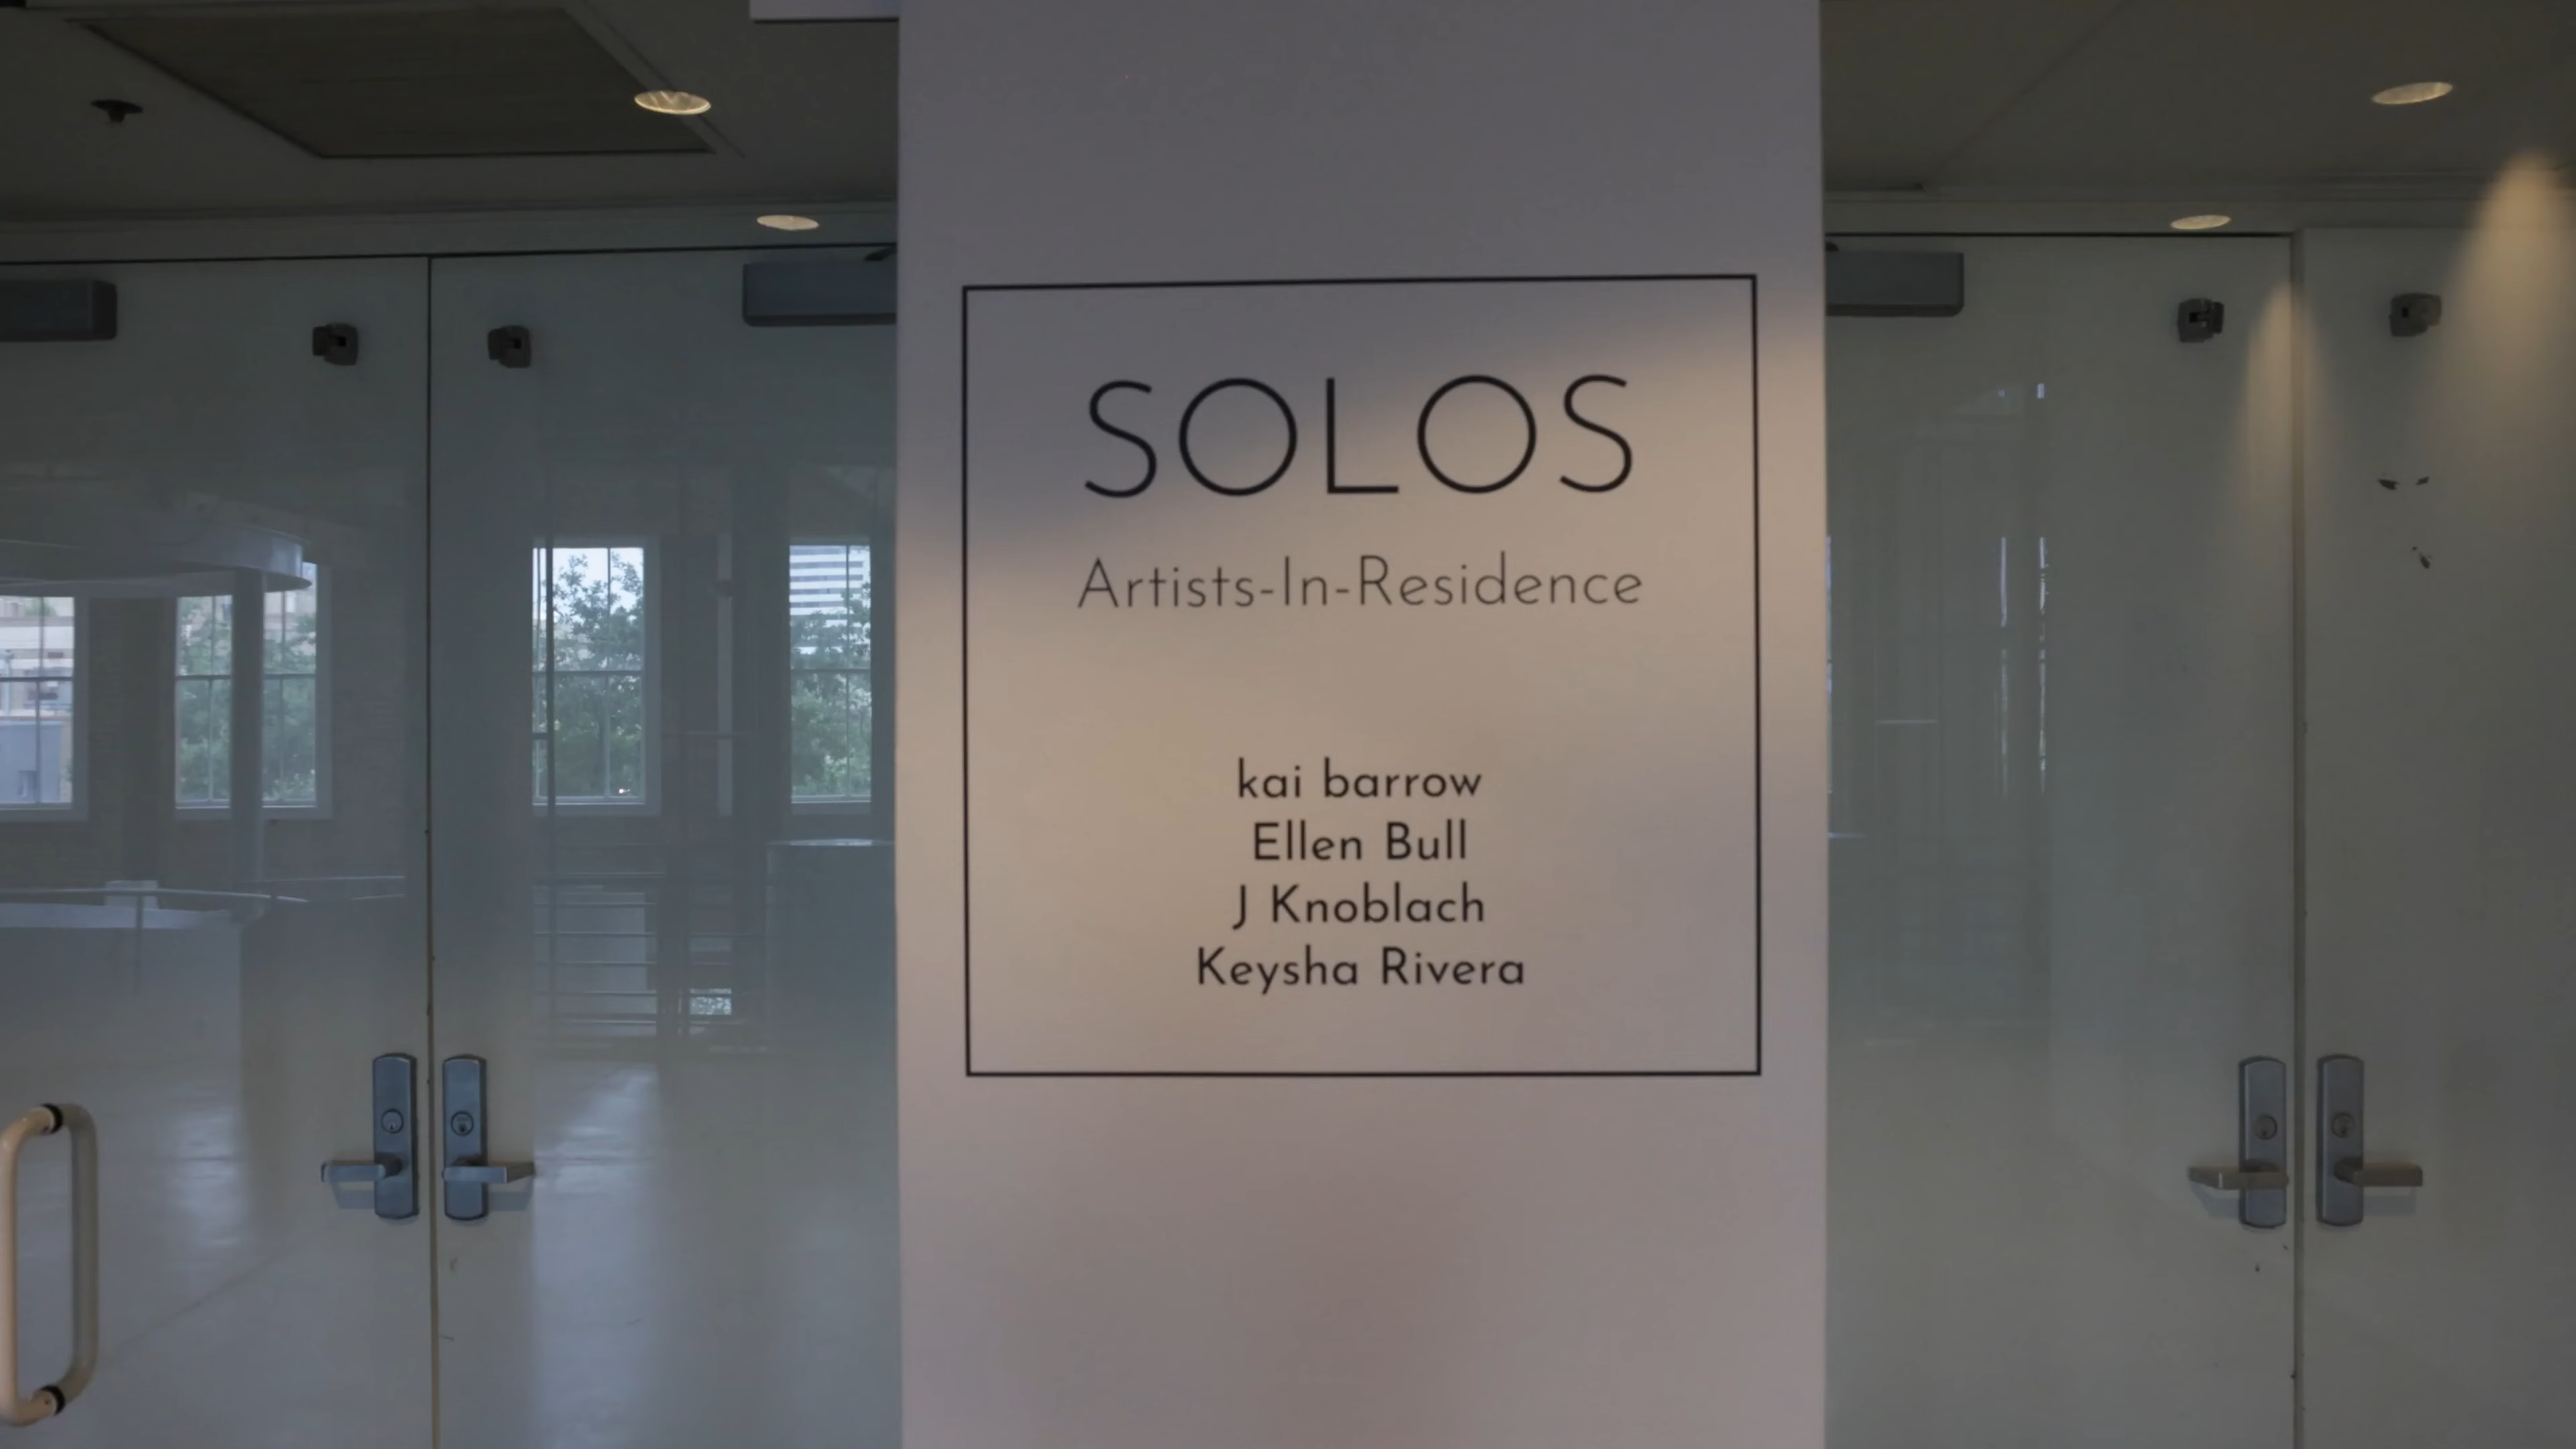 SOLOS
Artists-In-Residence
kai barrow
Ellen Bull
J Knoblach
Keysha Rivera